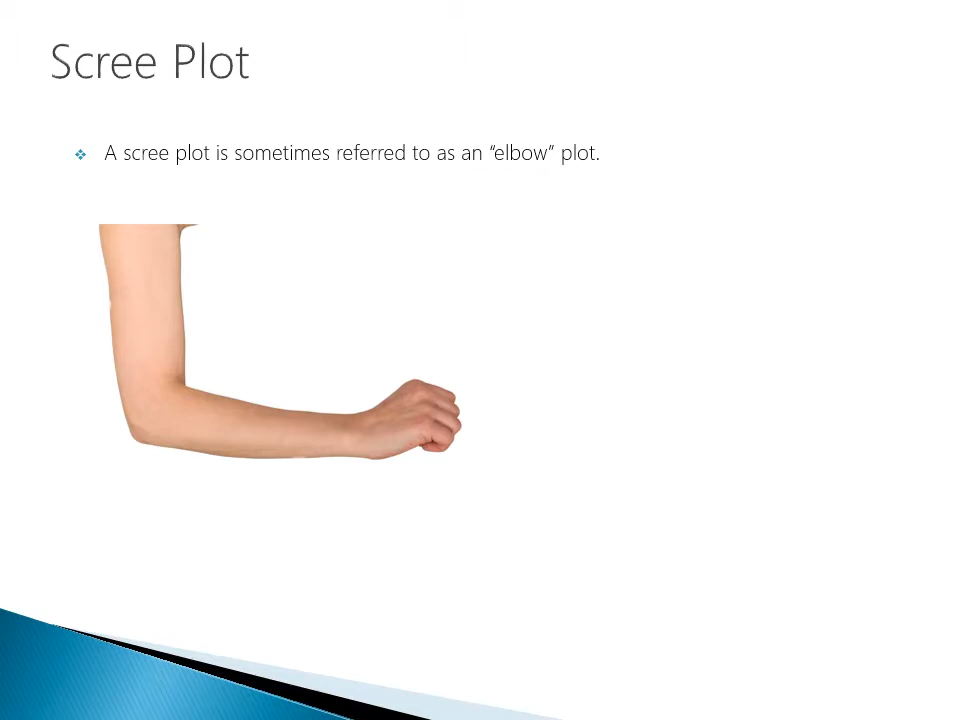 Scree Plot
A scree plot is sometimes referred to as an “elbow” plot.